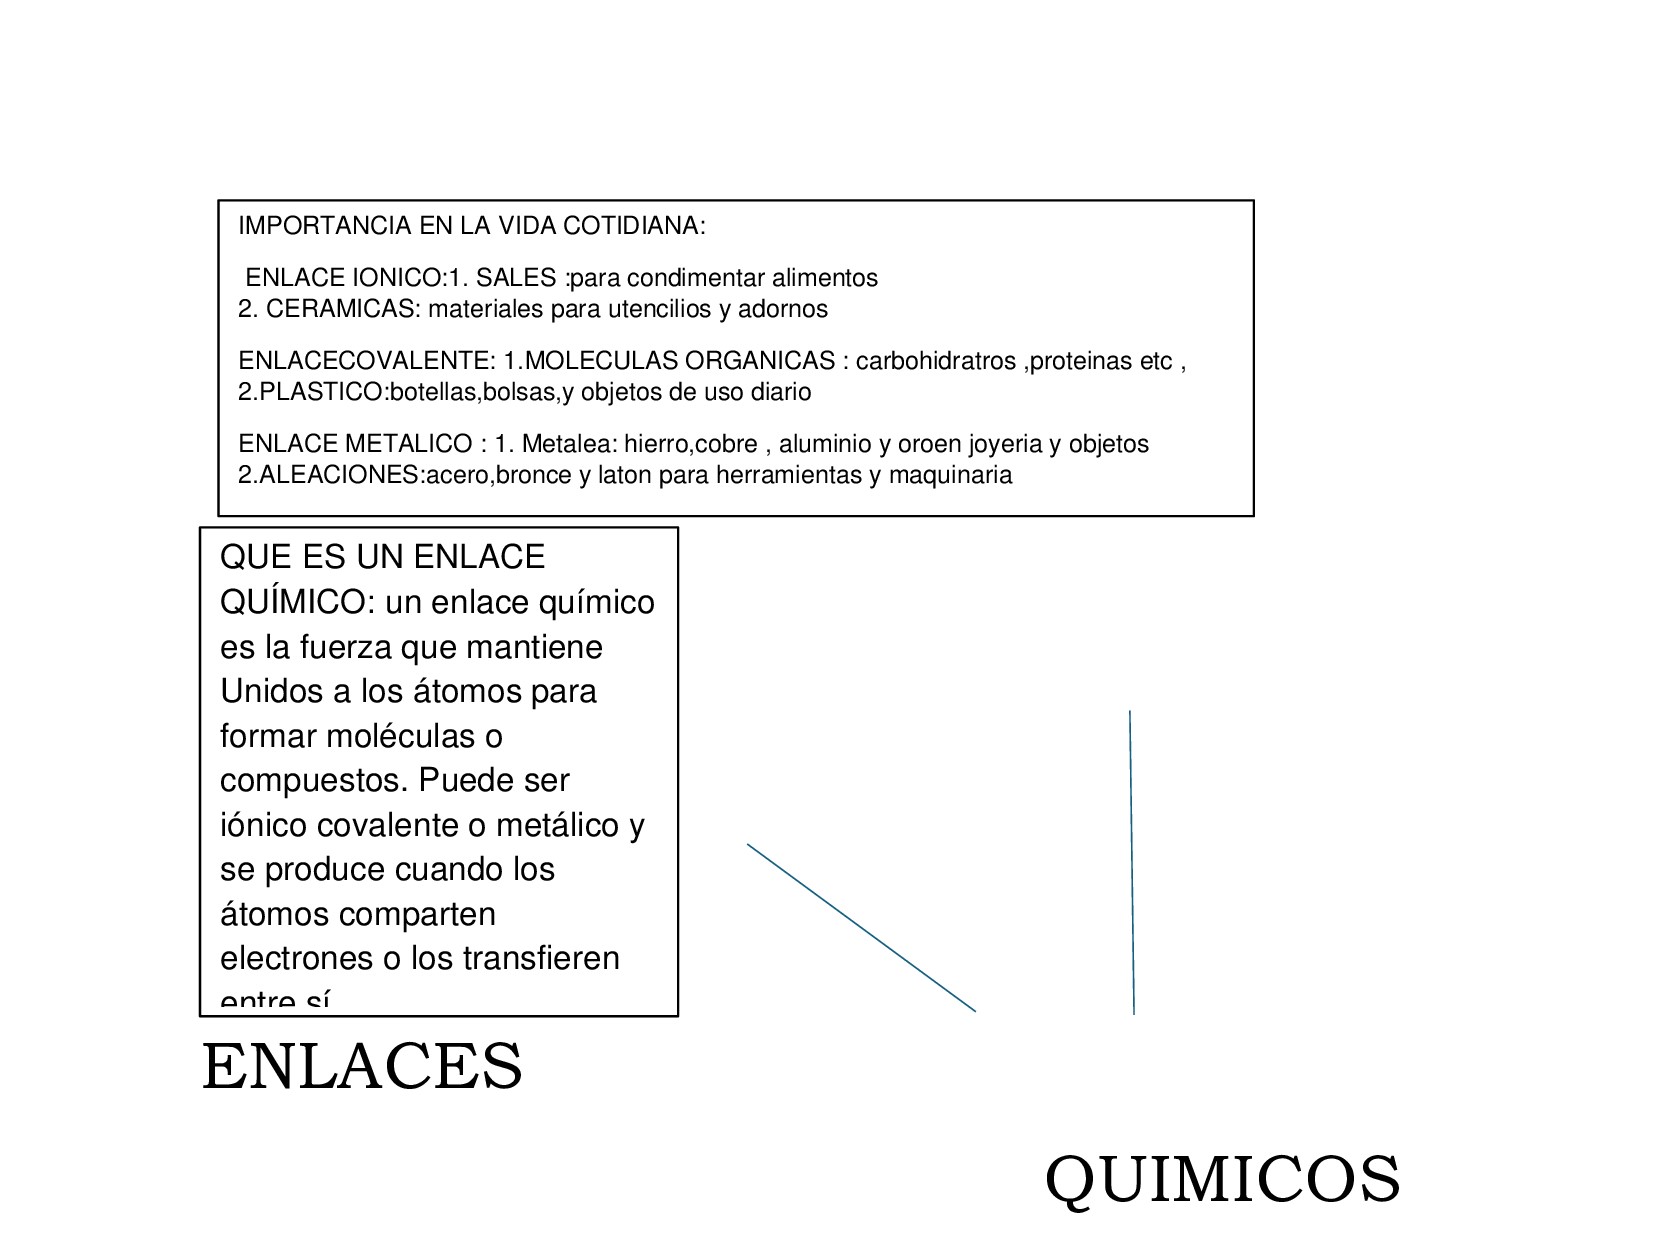 IMPORTANCIA EN LA VIDA COTIDIANA:
ENLACE IONICO:1. SALES :para condimentar alimentos
2. CERAMICAS: materiales para utencilios y adornos
ENLACECOVALENTE: 1.MOLECULAS ORGANICAS : carbohidratros ,proteinas etc ,
2.PLASTICO:botellas,bolsas,y objetos de uso diario
ENLACE METALICO : 1. Metalea: hierro,cobre , aluminio y oroen joyeria y objetos
2.ALEACIONES:acero,bronce y laton para herramientas y maquinaria
QUE ES UN ENLACE
QUÍMICO: un enlace químico
es la fuerza que mantiene
Unidos a los átomos para
formar moléculas o
compuestos. Puede ser
iónico covalente o metálico y
se produce cuando los
átomos comparten
electrones o los transfieren
entre sí
ENLACES
QUIMICOS